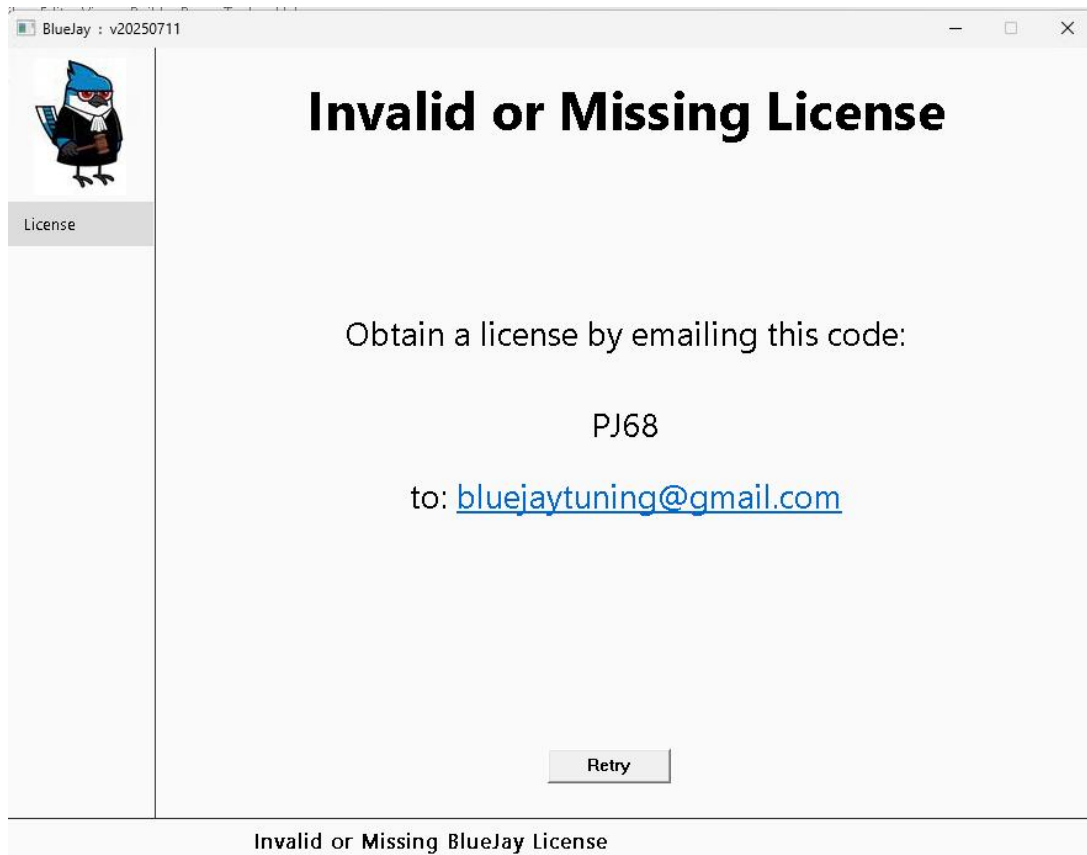 BlueJay : v20250711
License
Invalid or Missing License
Obtain a license by emailing this code:
PJ68
to: bluejaytuning@gmail.com
Retry
Invalid or Missing BlueJay License